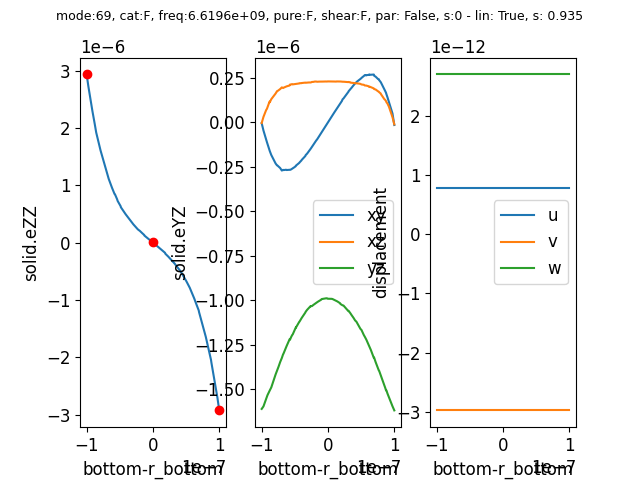 mode:69, cat:F, freq:6.6196e+09, pure:F, shear:F, par: False, s:0 - lin: True, s: 0.935
1e−6
3
2
1
0
−1
−2
−3
solid.eZZ
−1 0 1
1e−7
bottom-r_bottom
1e−6
0.25
0.00
−0.25
−0.50
−0.75
−1.00
−1.25
−1.50
solid.eYZ
xy
xz
yz
−1 0 1
1e−7
bottom-r_bottom
1e−12
2
1
0
−1
−2
−3
displacement
u
v
w
−1 0 1
1e−7
bottom-r_bottom